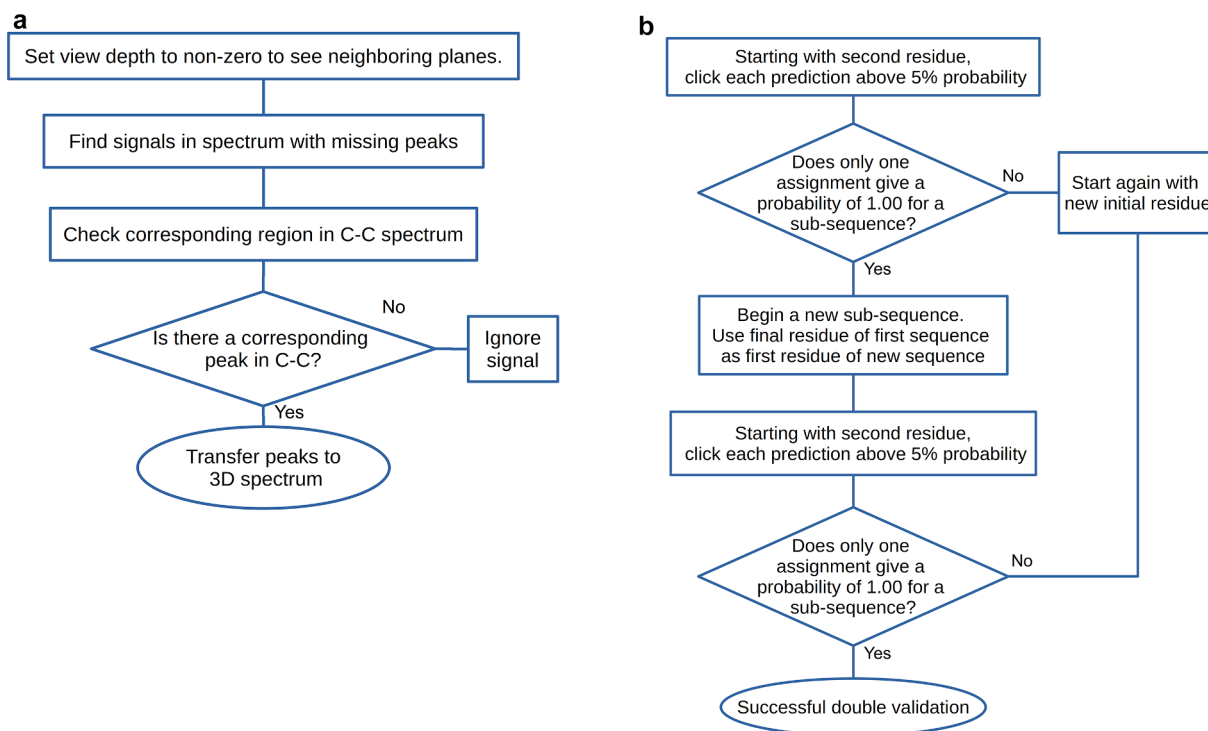 a
Set view depth to non-zero to see neighboring planes.
Find signals in spectrum with missing peaks
Check corresponding region in C-C spectrum
Is there a corresponding
peak in C-C?
No
Ignore
signal
Yes
Transfer peaks to
3D spectrum
b
Starting with second residue,
click each prediction above 5% probability
Does only one
assignment give a
probability of 1.00 for a
sub-sequence?
No
Start again with
new initial residue
Yes
Begin a new sub-sequence.
Use final residue of first sequence
as first residue of new sequence
Starting with second residue,
click each prediction above 5% probability
Does only one
assignment give a
probability of 1.00 for a
sub-sequence?
No
Yes
Successful double validation